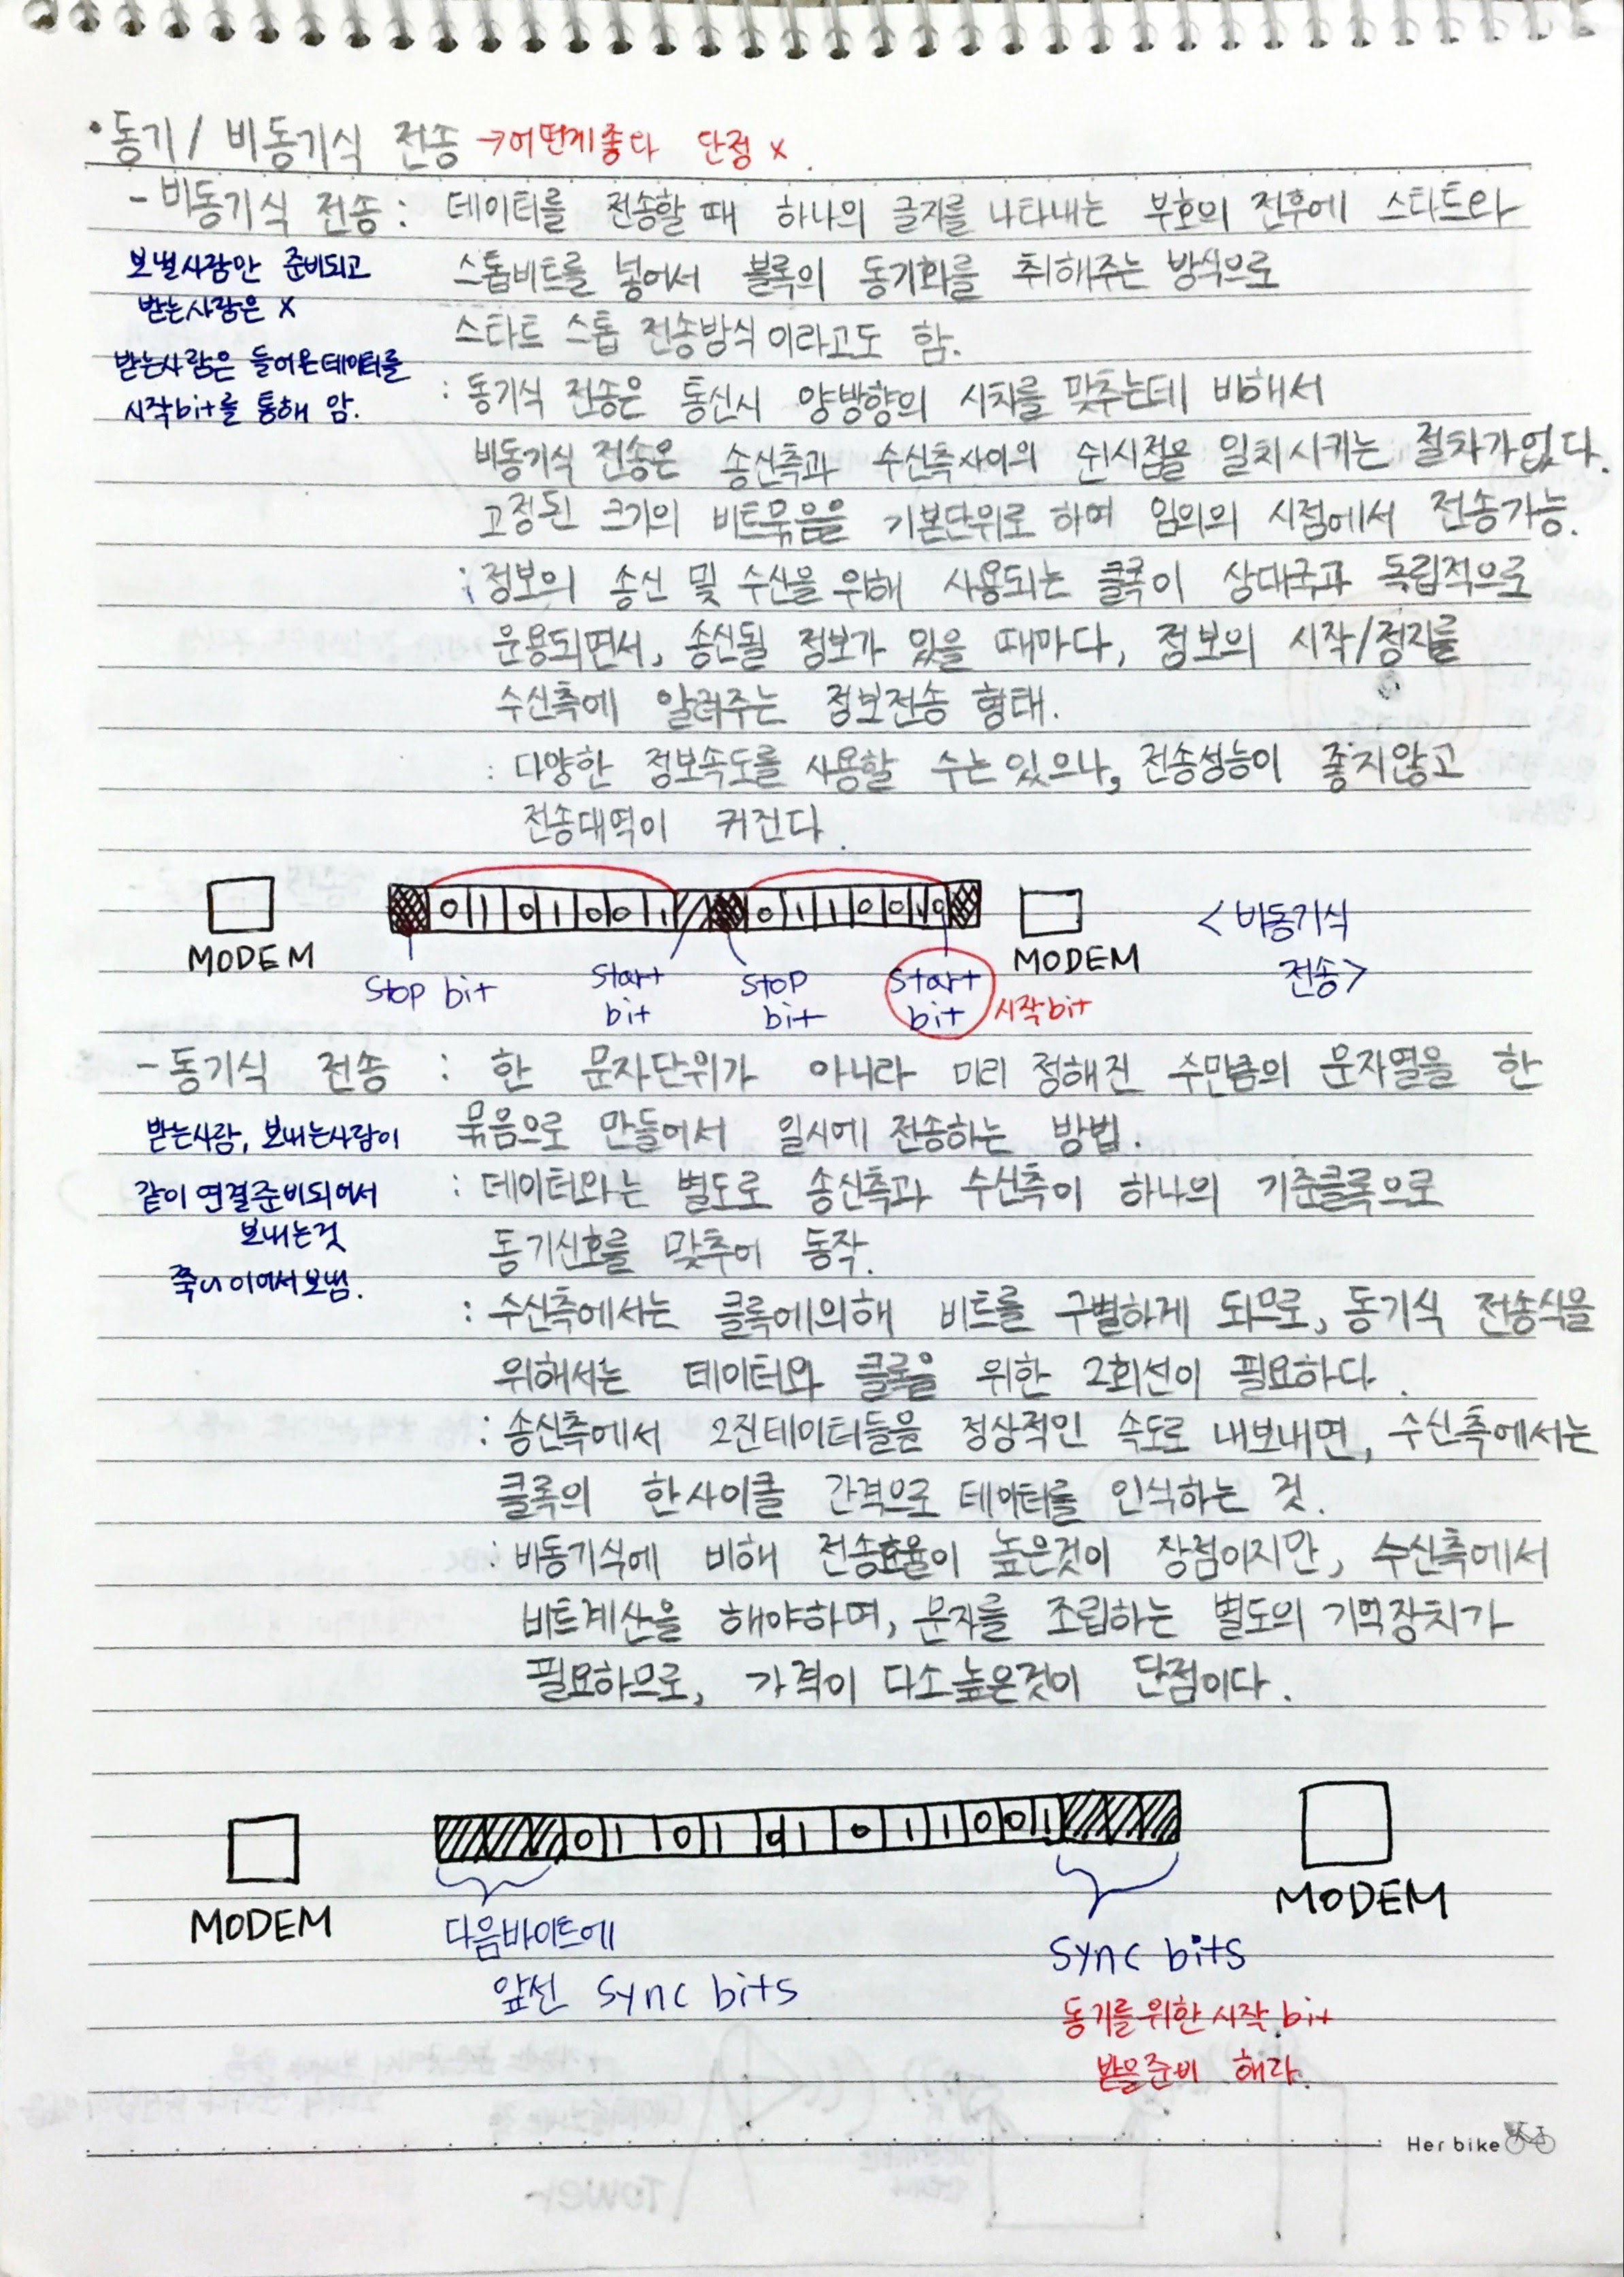 • 동기 / 비동기식 전송 → 어떤게좋다 단정 x.
- 비동기식 전송 : 데이터를 전송할 때 하나의 글자를 나타내는 부호의 전후에 스타트와
보낼사람만 준비되고
받는사람은 x
받는사람은 들어온데이터를
시작bit를 통해 암.
스톱비트를 넣어서 블록의 동기화를 취해주는 방식으로
스타트 스톱 전송방식이라고도 함.
: 동기식 전송은 통신시 양방향의 시차를 맞추는데 비해서
비동기식 전송은 송신측과 수신측사이의 시점을 일치시키는 절차가없다.
고정된 크기의 비트묶음을 기본단위로 하여 임의의 시점에서 전송가능.
: 정보의 송신 및 수신을 위해 사용되는 클록이 상대국과 독립적으로
운용되면서, 송신될 정보가 있을 때마다, 정보의 시작/정지를
수신측에 알려주는 정보전송 형태.
: 다양한 정보속도를 사용할 수는있으나, 전송성능이 좋지않고
전송대역이 커진다.
0 1 0 1 0 0 1 0 1 1 0 0 1 0
MODEM
Stop bit
Start
bit
Stop
bit
Start
bit
시작bit
MODEM
< 비동기식
전송>
- 동기식 전송 : 한 문자단위가 아니라 미리 정해진 수만큼의 문자열을 한
받는사람, 보내는사람이
같이 연결준비되어서
보내는것
쭉 이어서보냄.
묶음으로 만들어서 일시에 전송하는 방법.
: 데이터와는 별도로 송신측과 수신측이 하나의 기준클록으로
동기신호를 맞추어 동작.
: 수신측에서는 클록에의해 비트를 구별하게 되므로, 동기식 전송식을
위해서는 데이터와 클록을 위한 2회선이 필요하다.
: 송신측에서 2진데이터들을 정상적인 속도로 내보내면, 수신측에서는
클록의 한사이클 간격으로 데이터를 인식하는 것.
: 비동기식에 비해 전송효율이 높은것이 장점이지만, 수신측에서
비트계산을 해야하며, 문자를 조립하는 별도의 기억장치가
필요하므로, 가격이 다소높은것이 단점이다.
0 1 0 1 0 1 0 1 1 0 0 1
MODEM
다음바이트에
앞선 sync bits
sync bits
동기를위한시작bit
받을준비 해라.
MODEM
Her bike